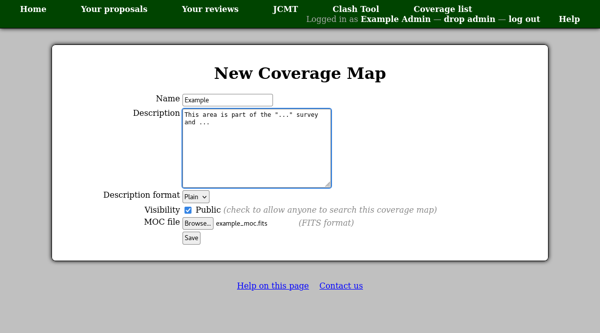 Home Your proposals Your reviews JCMT Clash Tool Coverage list
Logged in as Example Admin — drop admin — log out Help
New Coverage Map
Name Example
Description This area is part of the "..." survey
and ...
Description format Plain
Visibility Public (check to allow anyone to search this coverage map)
MOC file Browse... example_moc.fits (FITS format)
Save
Help on this page Contact us